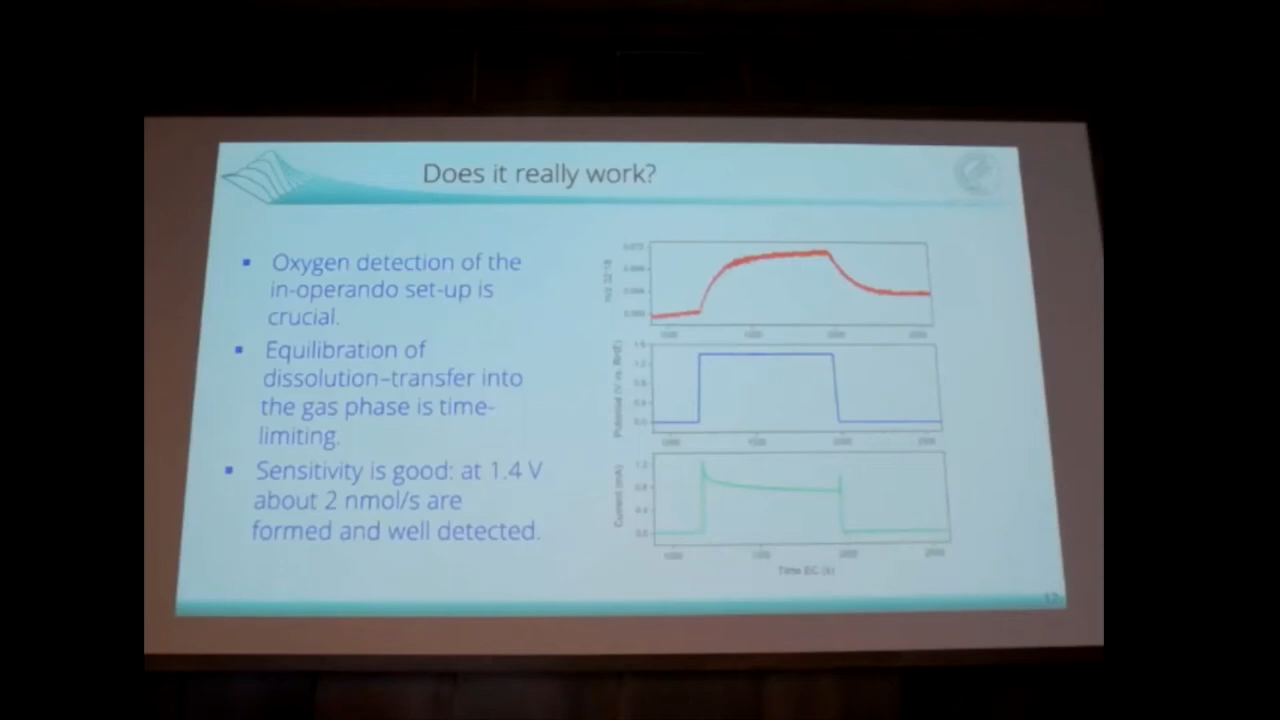 Does it really work?
▪ Oxygen detection of the
in-operando set-up is
crucial.
▪ Equilibration of
dissolution–transfer into
the gas phase is time-
limiting.
▪ Sensitivity is good: at 1.4 V
about 2 nmol/s are
formed and well detected.
Potential (V vs. RHE)
Current (mA)
Time EC (s)